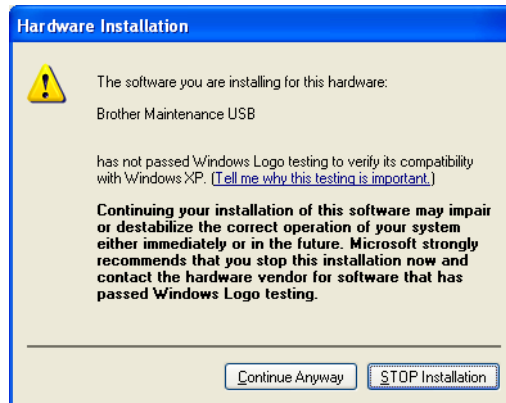 Hardware Installation
The software you are installing for this hardware:
Brother Maintenance USB
has not passed Windows Logo testing to verify its compatibility
with Windows XP. (Tell me why this testing is important.)
Continuing your installation of this software may impair
or destabilize the correct operation of your system
either immediately or in the future. Microsoft strongly
recommends that you stop this installation now and
contact the hardware vendor for software that has
passed Windows Logo testing.
Continue Anyway
STOP Installation